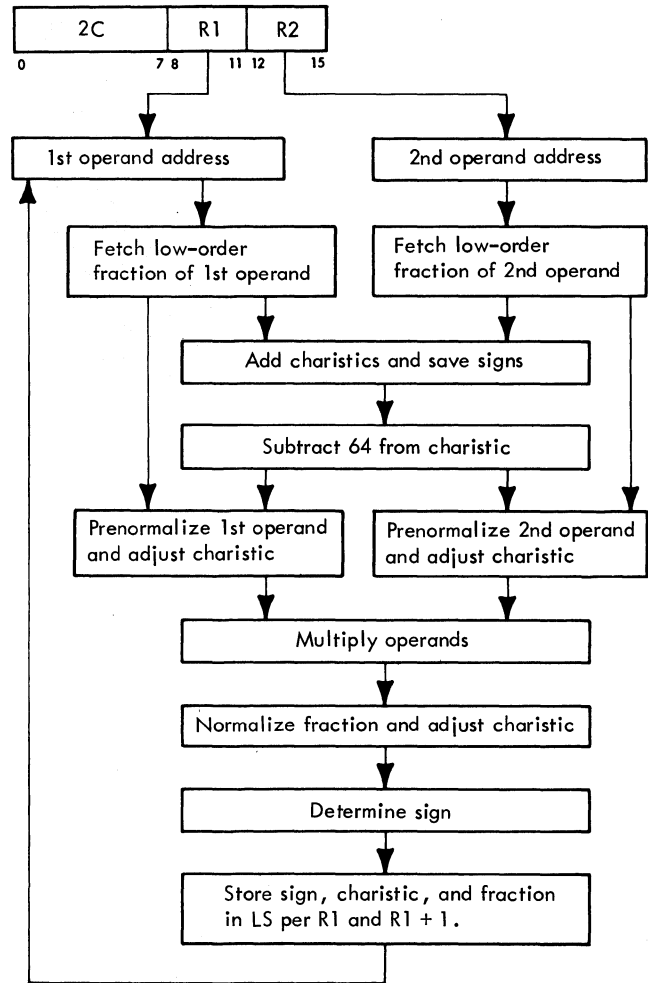 2C R1 R2
0 7 8 11 12 15
1st operand address
2nd operand address
Fetch low-order
fraction of 1st operand
Fetch low-order
fraction of 2nd operand
Add charistics and save signs
Subtract 64 from charistic
Prenormalize 1st operand
and adjust charistic
Prenormalize 2nd operand
and adjust charistic
Multiply operands
Normalize fraction and adjust charistic
Determine sign
Store sign, charistic, and fraction
in LS per R1 and R1 + 1.